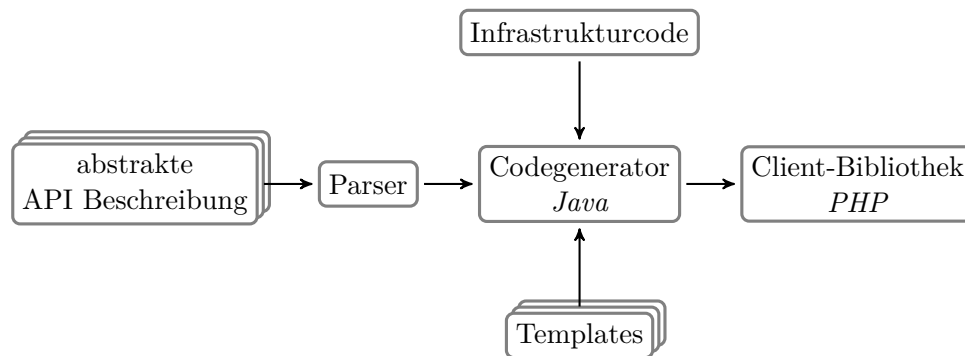 Infrastrukturcode
abstrakte
API Beschreibung
Parser
Codegenerator
Java
Client-Bibliothek
PHP
Templates